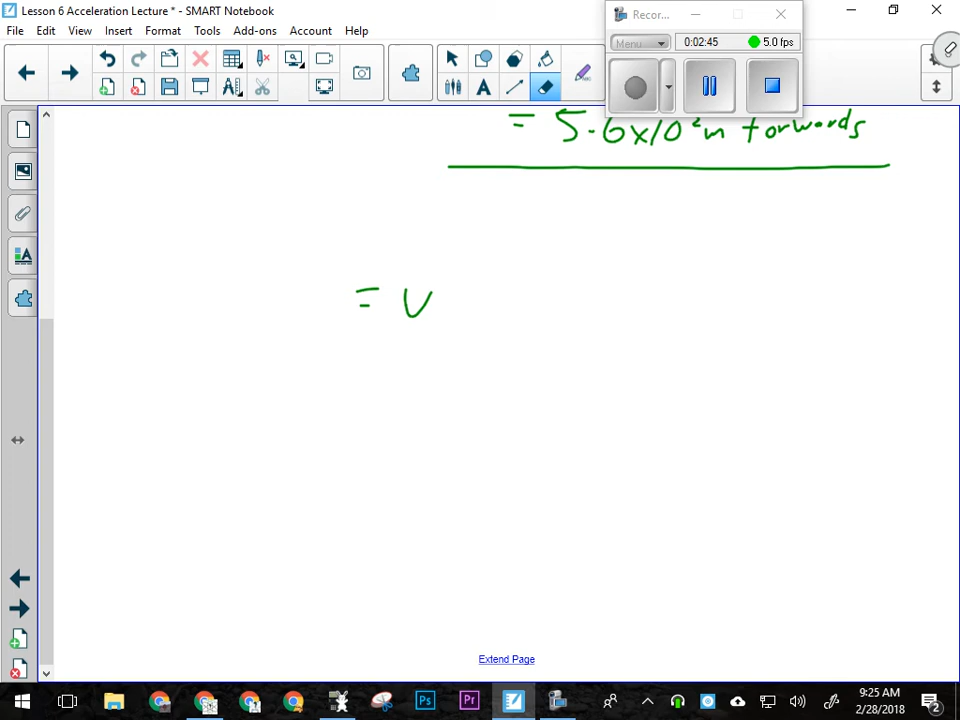 Lesson 6 Acceleration Lecture * - SMART Notebook
Recor...
File Edit View Insert Format Tools Add-ons Account Help
Menu 0:02:45 5.0 fps
= 5.6x10²m forwards
= v
Extend Page
9:25 AM
2/28/2018